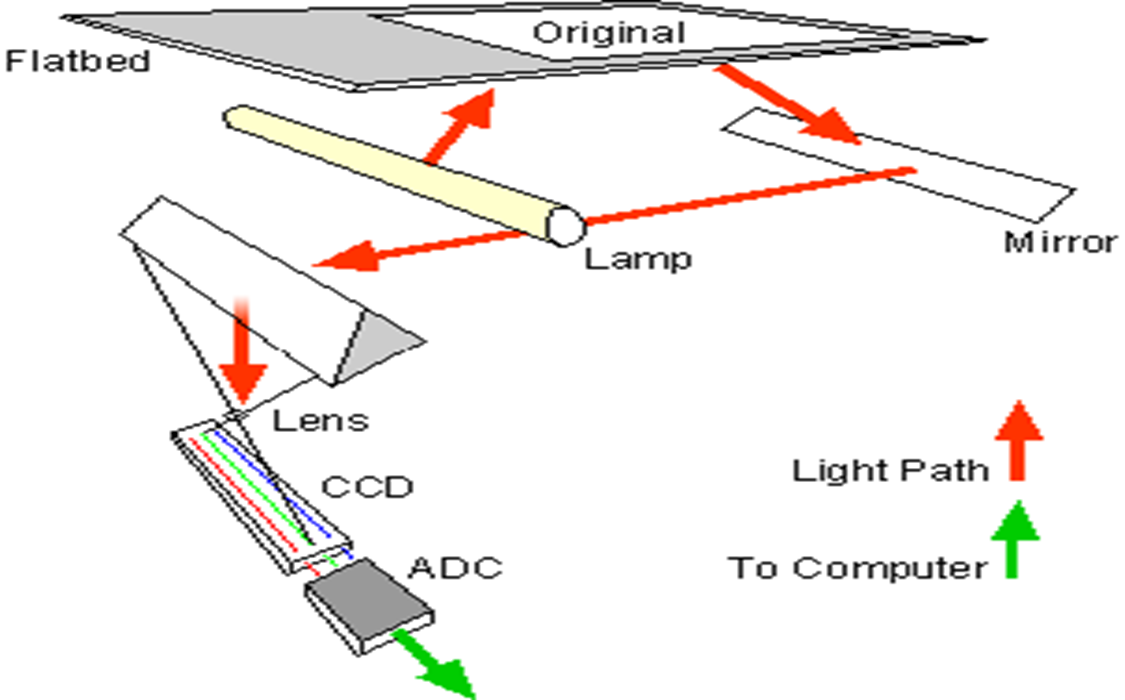 Original
Flatbed
Mirror
Lamp
Lens
CCD
Light Path
ADC
To Computer